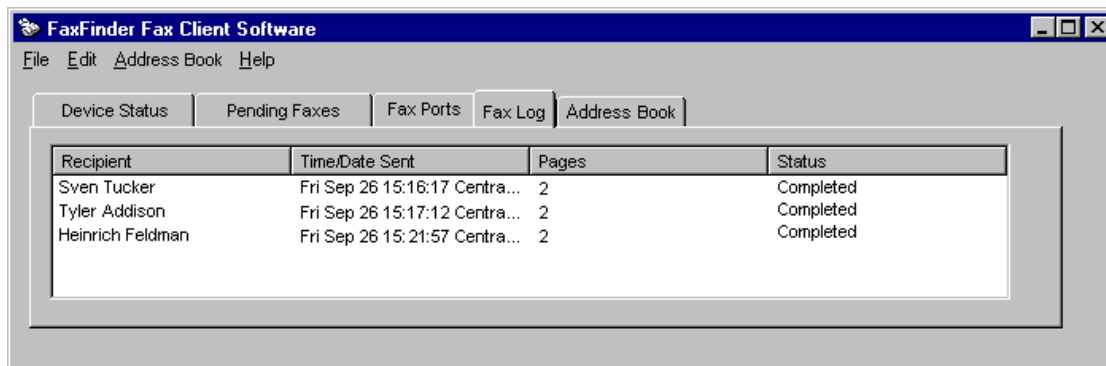 FaxFinder Fax Client Software
File Edit Address Book Help
Device Status Pending Faxes Fax Ports Fax Log Address Book
Recipient Time/Date Sent Pages Status
Sven Tucker Fri Sep 26 15:16:17 Centra... 2 Completed
Tyler Addison Fri Sep 26 15:17:12 Centra... 2 Completed
Heinrich Feldman Fri Sep 26 15:21:57 Centra... 2 Completed